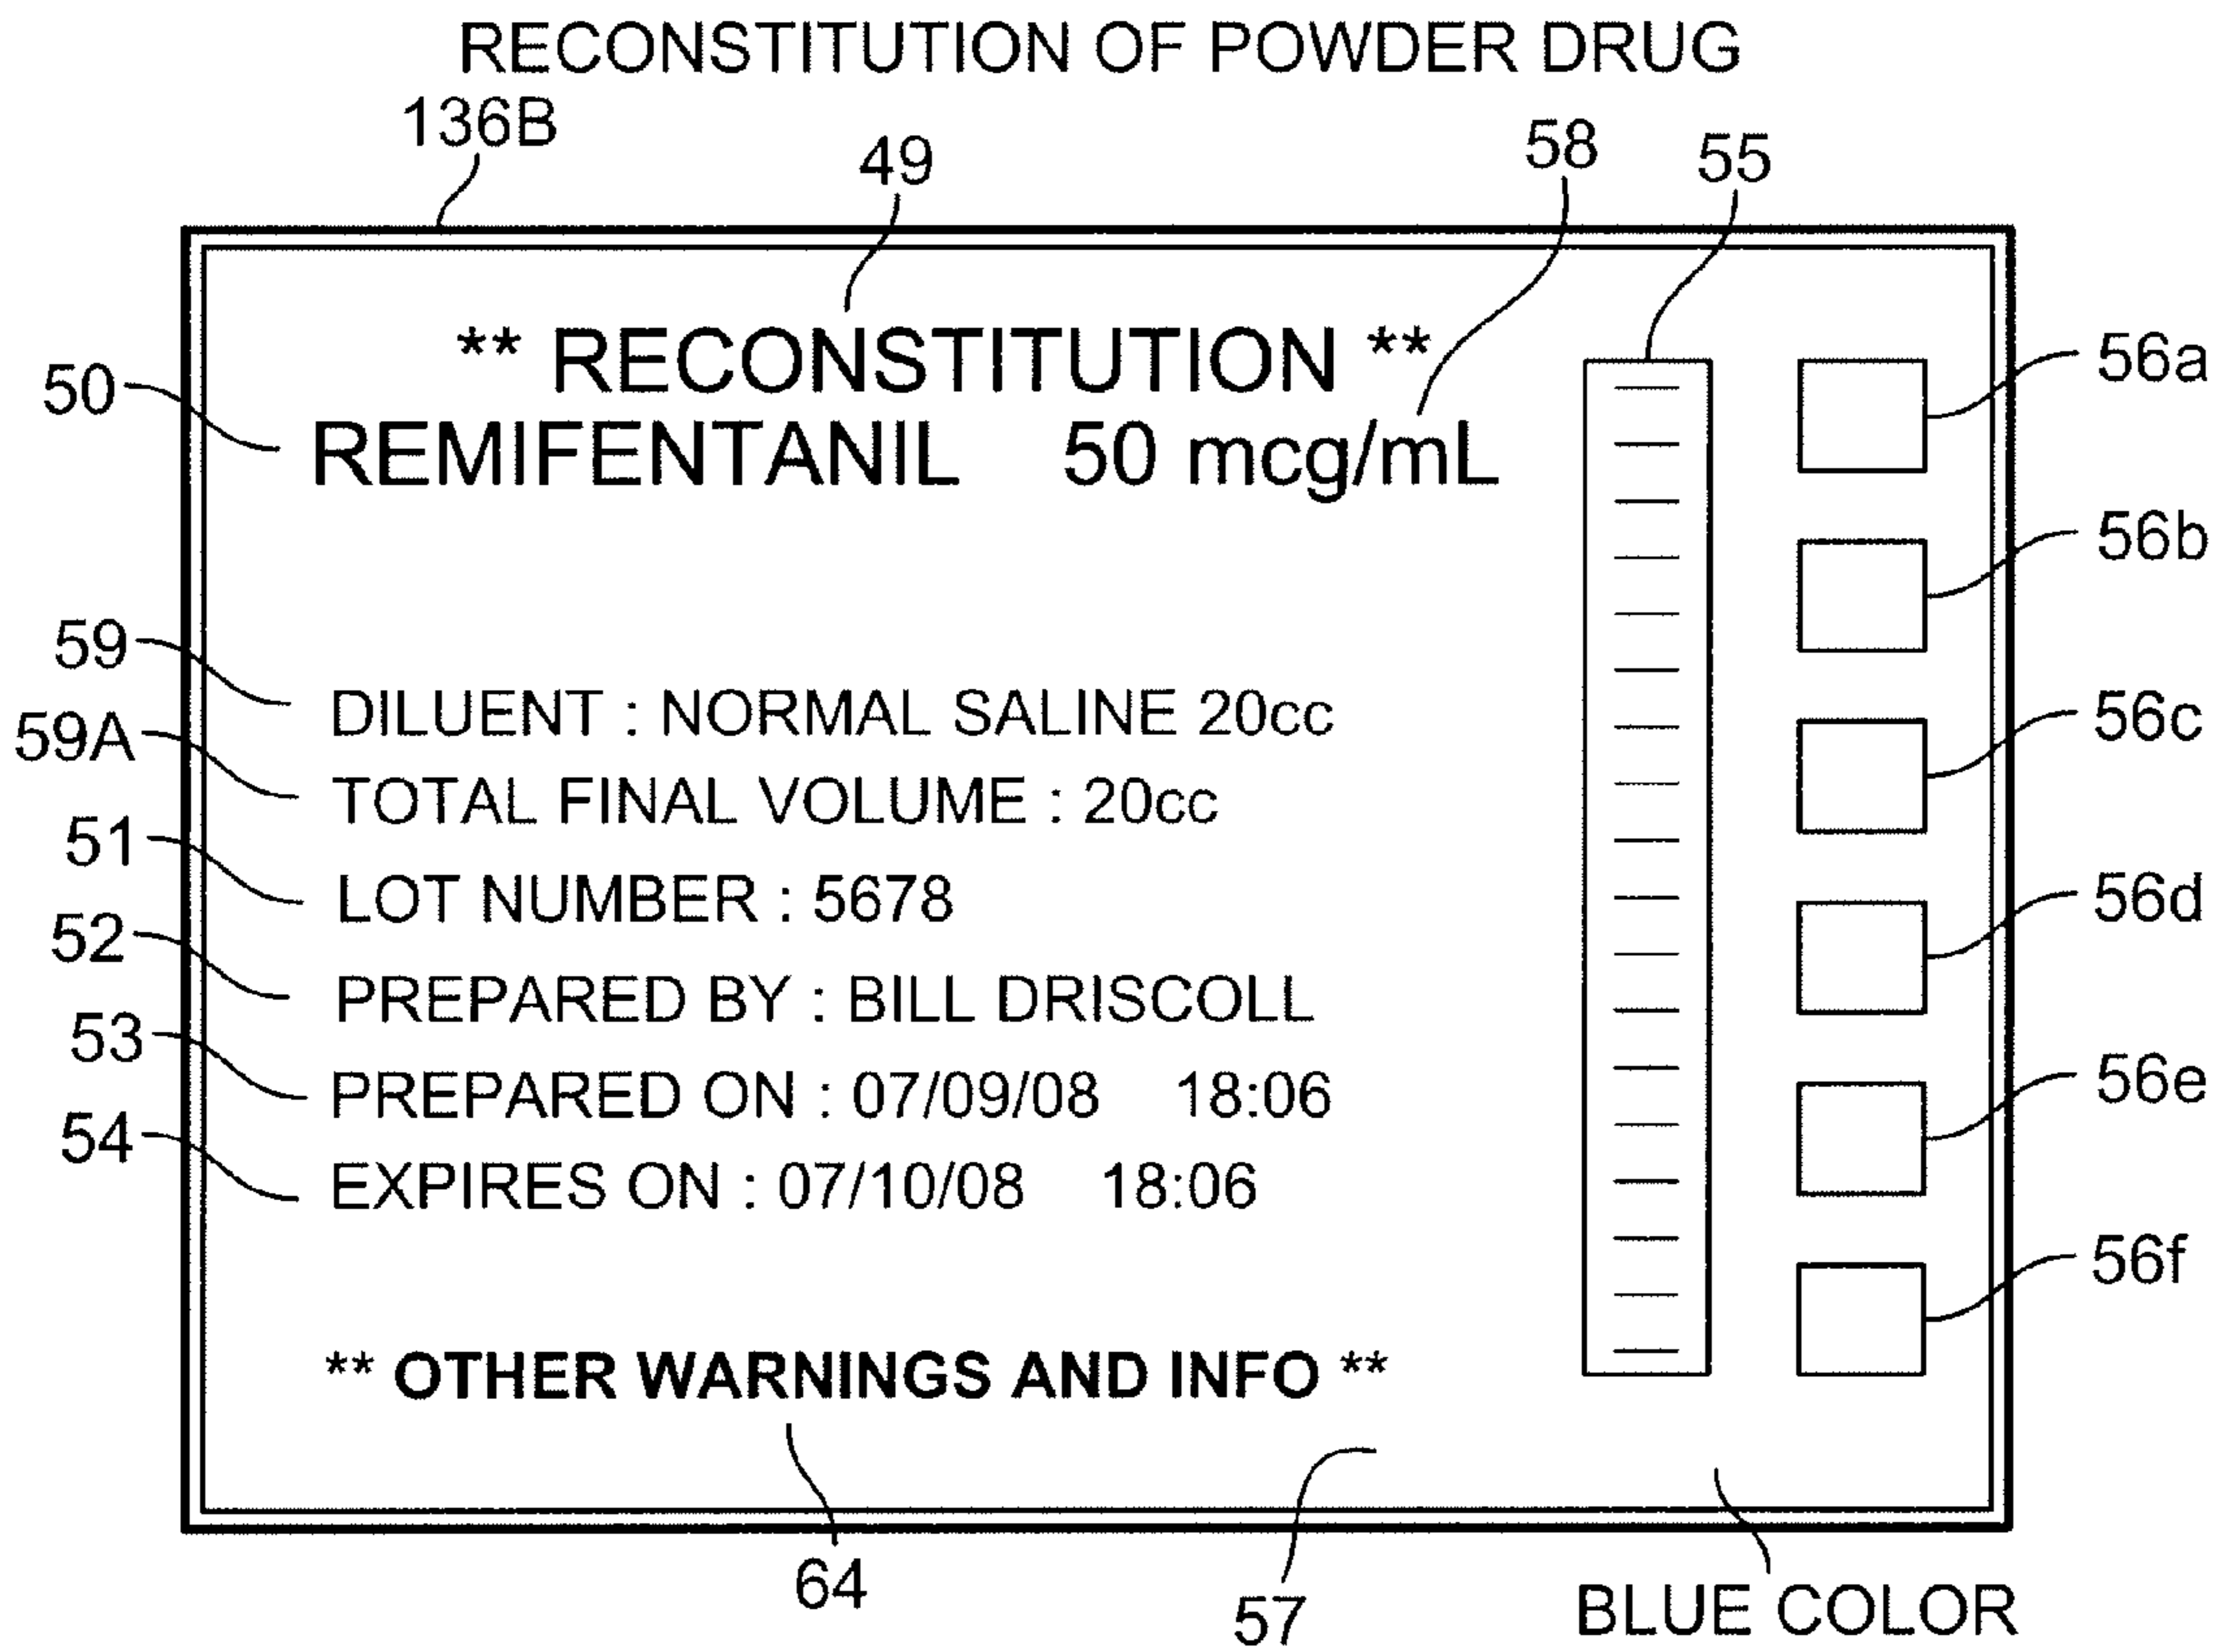 RECONSTITUTION OF POWDER DRUG
136B
49
58
55
** RECONSTITUTION **
56a
50
REMIFENTANIL 50 mcg/mL
56b
59
DILUENT : NORMAL SALINE 20cc
56c
59A
TOTAL FINAL VOLUME : 20cc
51
LOT NUMBER : 5678
56d
52
PREPARED BY : BILL DRISCOLL
53
PREPARED ON : 07/09/08 18:06
56e
54
EXPIRES ON : 07/10/08 18:06
56f
** OTHER WARNINGS AND INFO **
64
57
BLUE COLOR